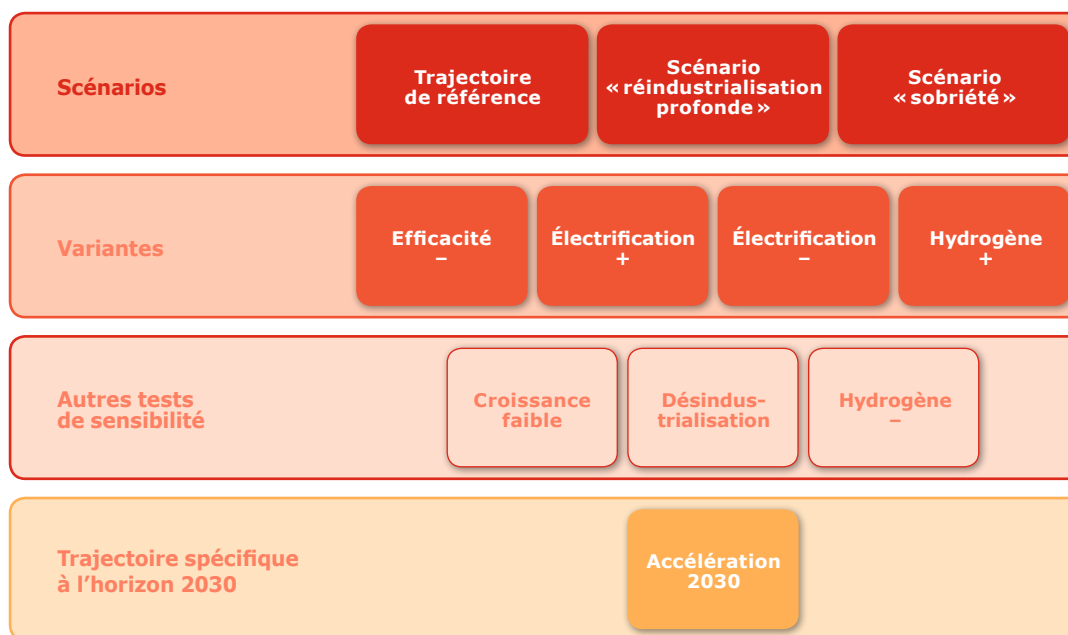 Scénarios
Trajectoire
de référence
Scénario
« réindustrialisation
profonde »
Scénario
« sobriété »
Variantes
Efficacité
–
Électrification
+
Électrification
–
Hydrogène
+
Autres tests
de sensibilité
Croissance
faible
Désindus-
trialisation
Hydrogène
–
Trajectoire spécifique
à l’horizon 2030
Accélération
2030